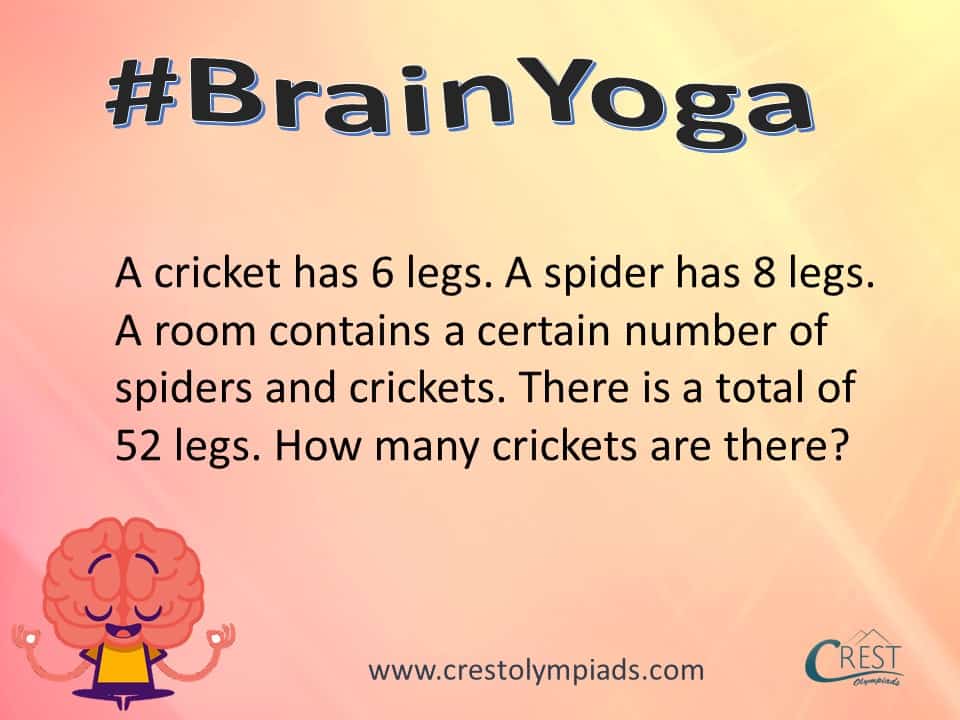 #BrainYoga
A cricket has 6 legs. A spider has 8 legs.
A room contains a certain number of
spiders and crickets. There is a total of
52 legs. How many crickets are there?
www.crestolympiads.com
CREST
Olympiads